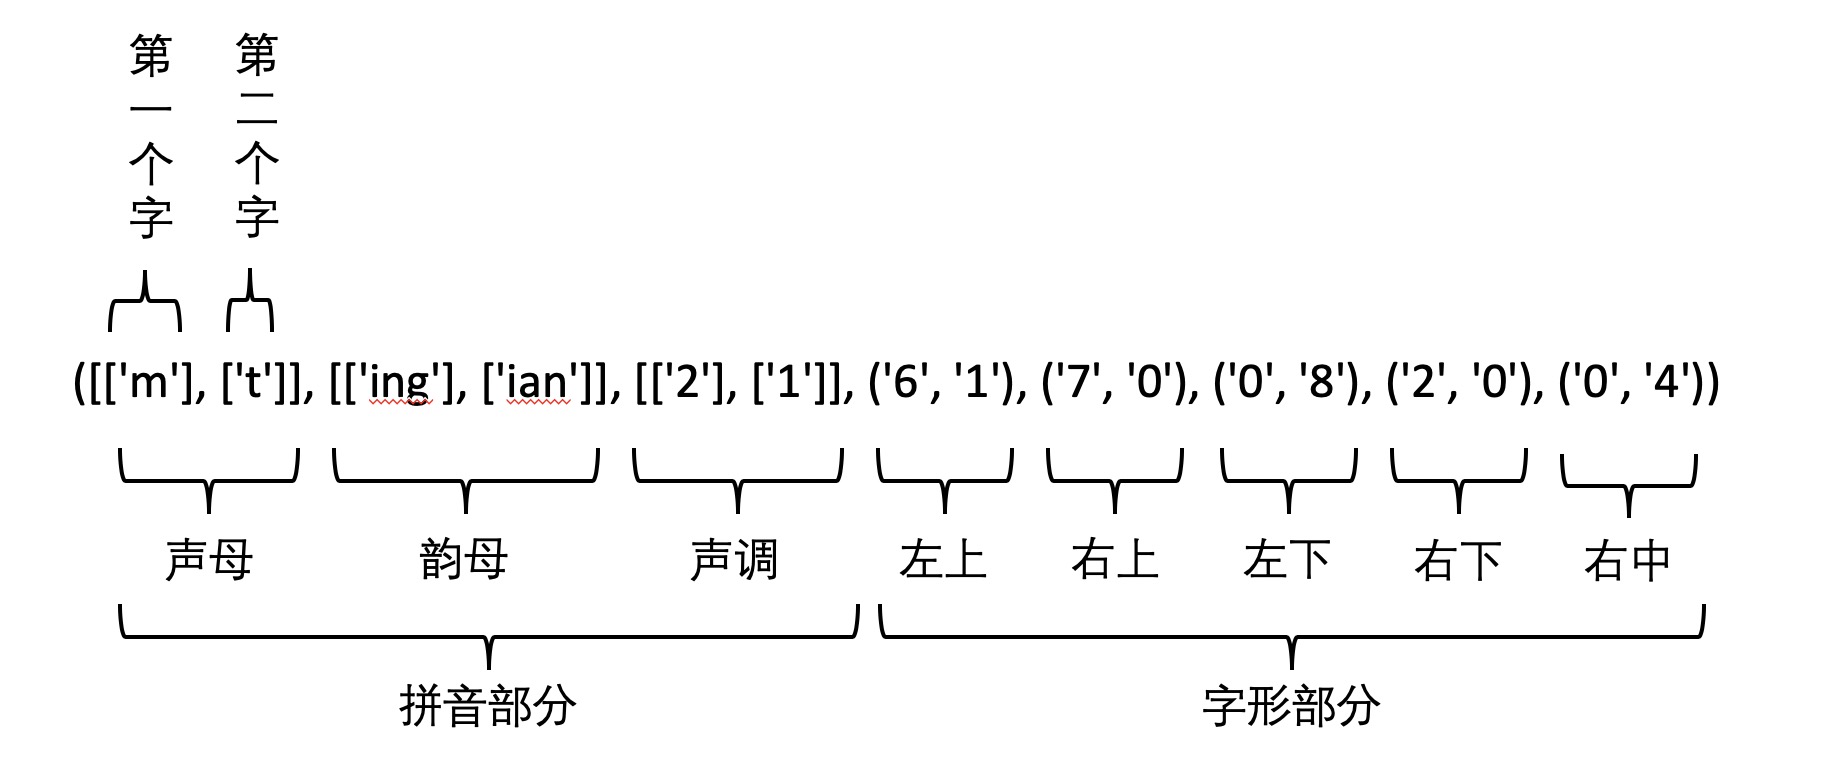 第一个字
第二个字
([['m'], ['t']], [['ing'], ['ian']], [['2'], ['1']], ('6', '1'), ('7', '0'), ('0', '8'), ('2', '0'), ('0', '4'))
声母 韵母 声调 左上 右上 左下 右下 右中
拼音部分 字形部分